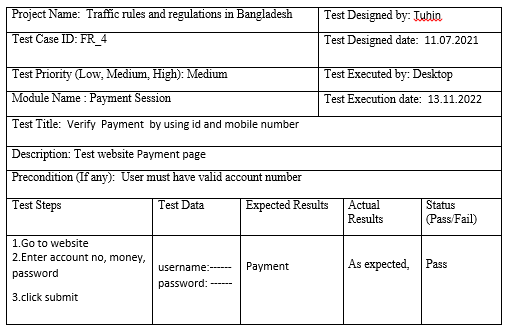 Project Name: Traffic rules and regulations in Bangladesh
Test Designed by: Tuhin
Test Case ID: FR_4
Test Designed date: 11.07.2021
Test Priority (Low, Medium, High): Medium
Test Executed by: Desktop
Module Name : Payment Session
Test Execution date: 13.11.2022
Test Title: Verify Payment by using id and mobile number
Description: Test website Payment page
Precondition (If any): User must have valid account number
Test Steps
Test Data
Expected Results
Actual
Results
Status
(Pass/Fail)
1.Go to website
2.Enter account no, money,
password
3.click submit
username:------
password: ------
Payment
As expected,
Pass